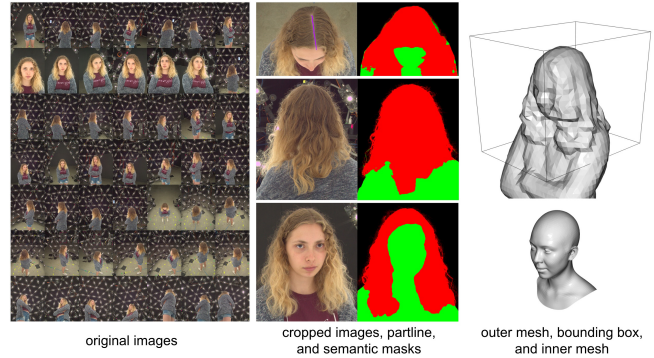 original images
cropped images, partline,
and semantic masks
outer mesh, bounding box,
and inner mesh